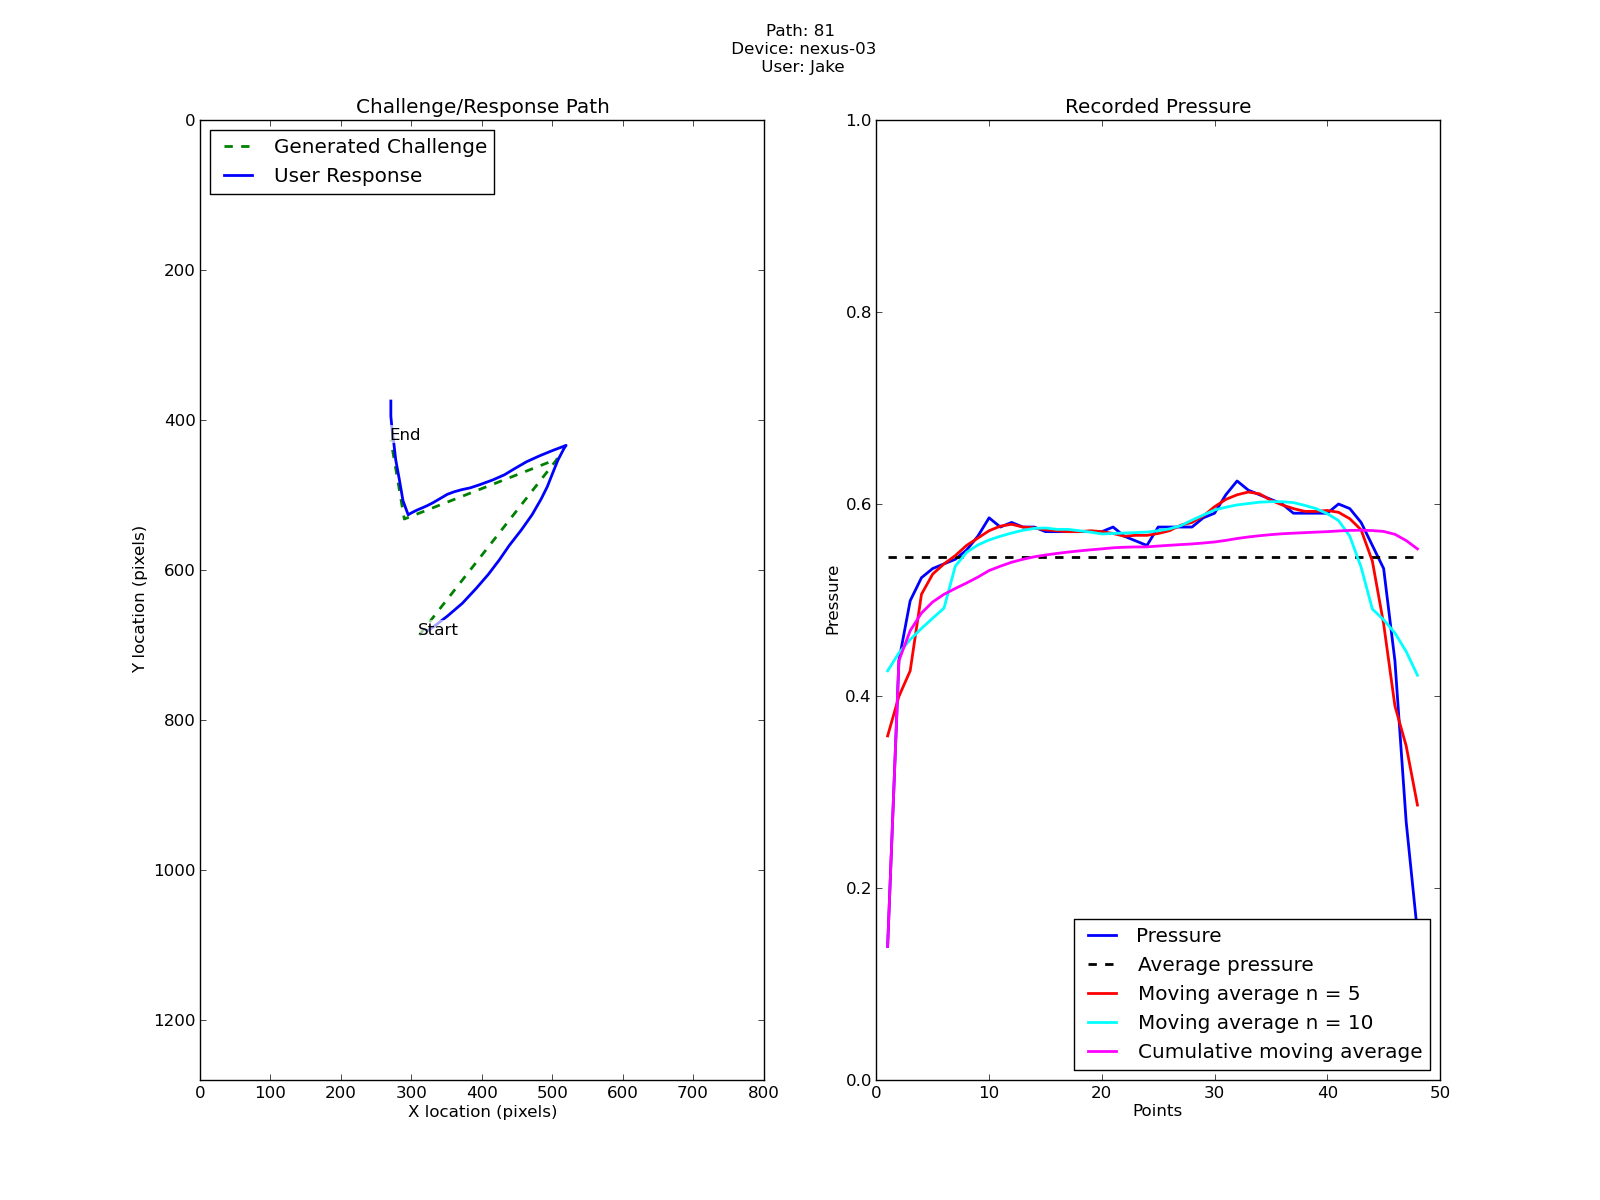 Path: 81
Device: nexus-03
User: Jake
Challenge/Response Path
Generated Challenge
User Response
0
200
400
600
800
1000
1200
Y location (pixels)
End
Start
0 100 200 300 400 500 600 700 800
X location (pixels)
Recorded Pressure
1.0
0.8
0.6
0.4
0.2
0.0
Pressure
Pressure
Average pressure
Moving average n = 5
Moving average n = 10
Cumulative moving average
0 10 20 30 40 50
Points